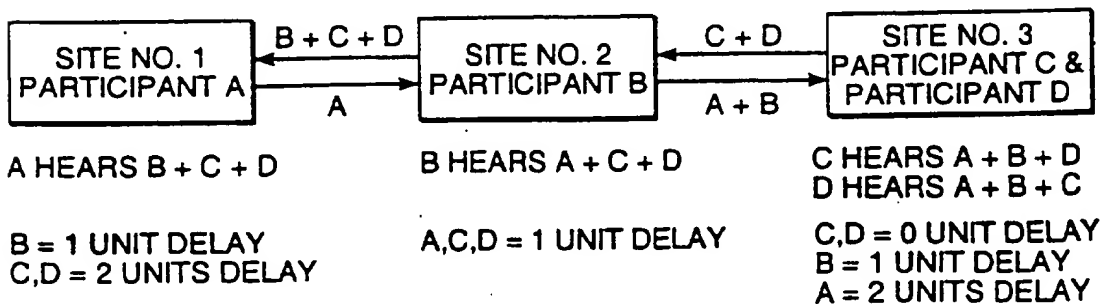 SITE NO. 1
PARTICIPANT A
B + C + D
A
SITE NO. 2
PARTICIPANT B
C + D
A + B
SITE NO. 3
PARTICIPANT C &
PARTICIPANT D
A HEARS B + C + D
B = 1 UNIT DELAY
C,D = 2 UNITS DELAY
B HEARS A + C + D
A,C,D = 1 UNIT DELAY
C HEARS A + B + D
D HEARS A + B + C
C,D = 0 UNIT DELAY
B = 1 UNIT DELAY
A = 2 UNITS DELAY